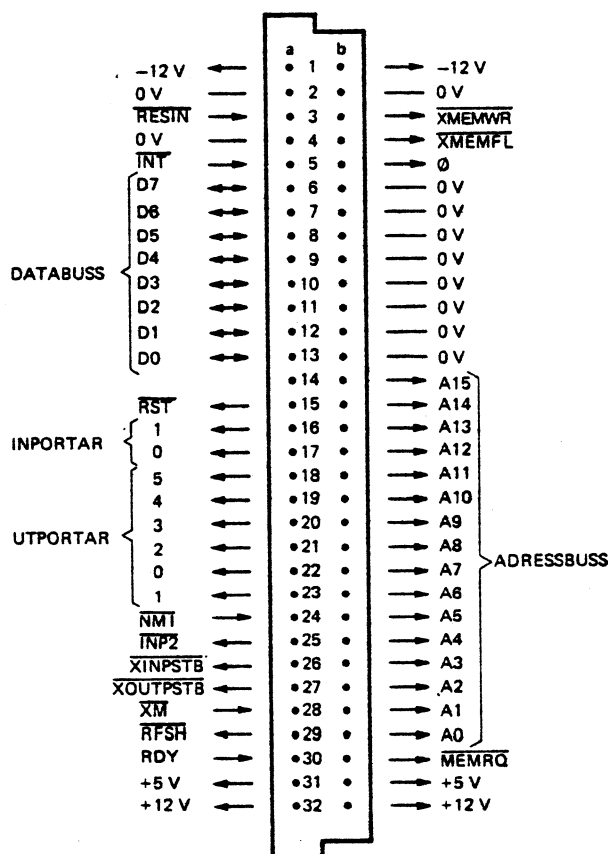 a b
-12 V 1 -12 V
0 V 2 0 V
RESIN 3 XMEMWR
0 V 4 XMEMFL
INT 5 Ø
D7 6 0 V
D6 7 0 V
D5 8 0 V
D4 9 0 V
DATABUSS
D3 10 0 V
D2 11 0 V
D1 12 0 V
D0 13 0 V
14 A15
RST 15 A14
1 16 A13
INPORTAR
0 17 A12
5 18 A11
4 19 A10
3 20 A9
UTPORTAR
2 21 A8
0 22 A7
ADRESSBUSS
1 23 A6
NMI 24 A5
INP2 25 A4
XINPSTB 26 A3
XOUTPSTB 27 A2
XM 28 A1
RFSH 29 A0
RDY 30 MEMRQ
+5 V 31 +5 V
+12 V 32 +12 V